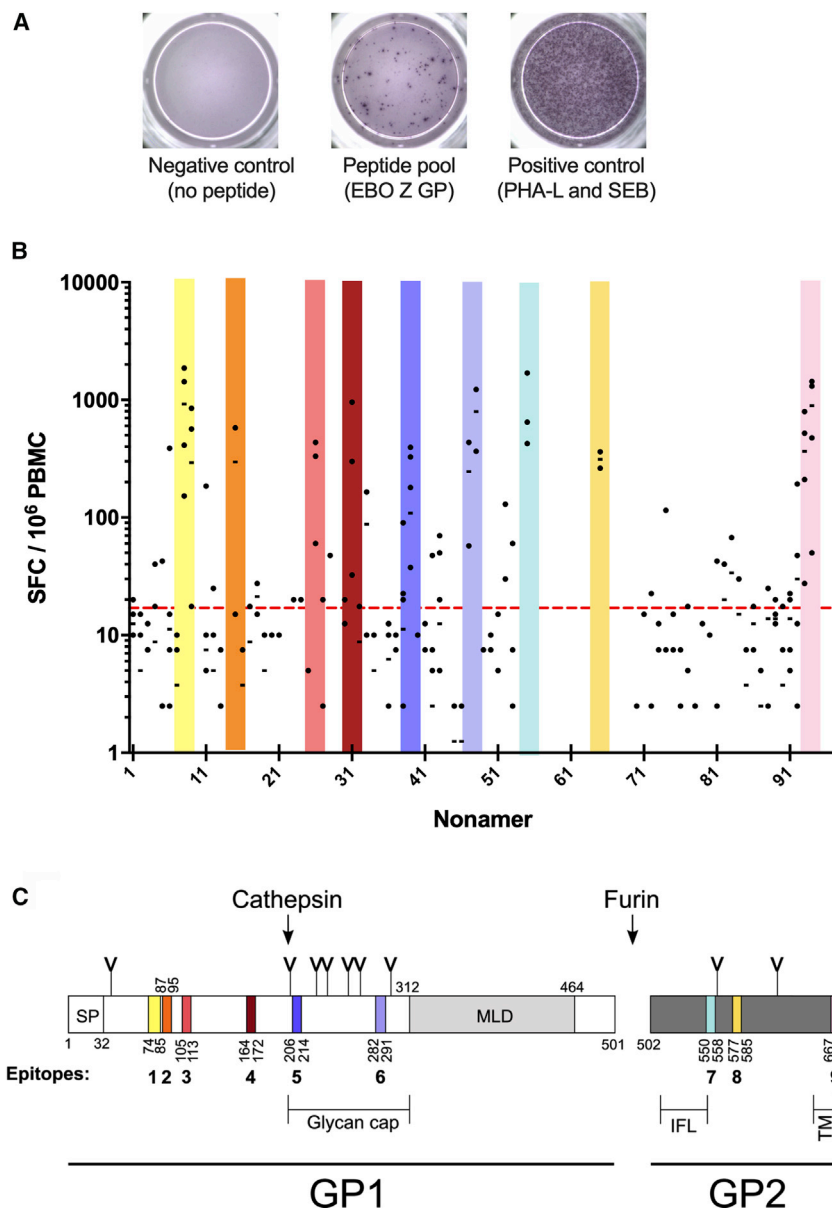 A
Negative control
(no peptide)
Peptide pool
(EBO Z GP)
Positive control
(PHA-L and SEB)
B
SFC / 10⁶ PBMC
10000
1000
100
10
1
1 11 21 31 41 51 61 71 81 91
Nonamer
C
Cathepsin
Furin
V V V V V V V V V
87 95 312 464
SP MLD
1 32 74 85 105 113 164 172 206 214 282 291 501 502 550 558 577 585 667
Epitopes: 1 2 3 4 5 6 7 8
Glycan cap IFL TM
GP1 GP2